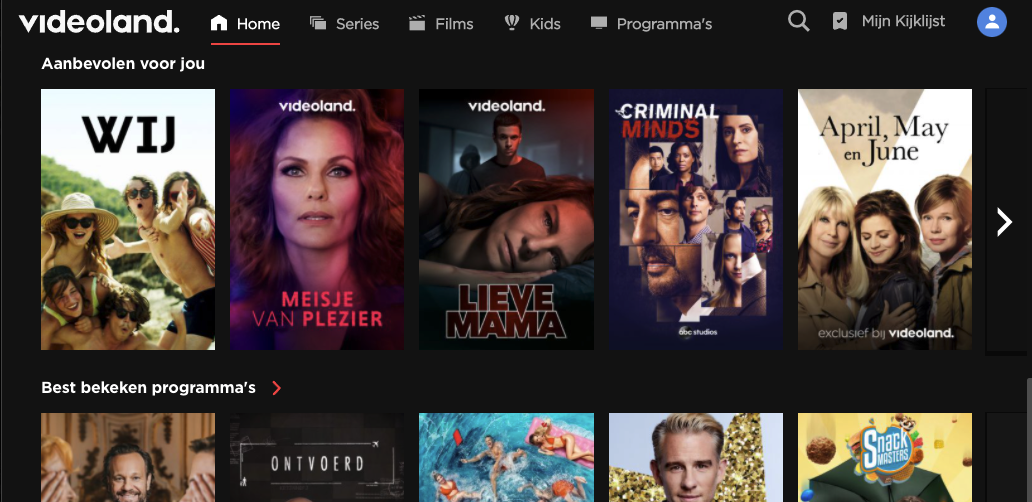 videoland.
Home
Series
Films
Kids
Programma's
Mijn Kijklijst
Aanbevolen voor jou
WIJ
videoland.
MEISJE
VAN PLEZIER
videoland.
LIEVE
MAMA
CRIMINAL
MINDS
abc studios
April, May
en June
exclusief bij videoland.
Best bekeken programma's
ONTVOERD
Snack
MASTERS